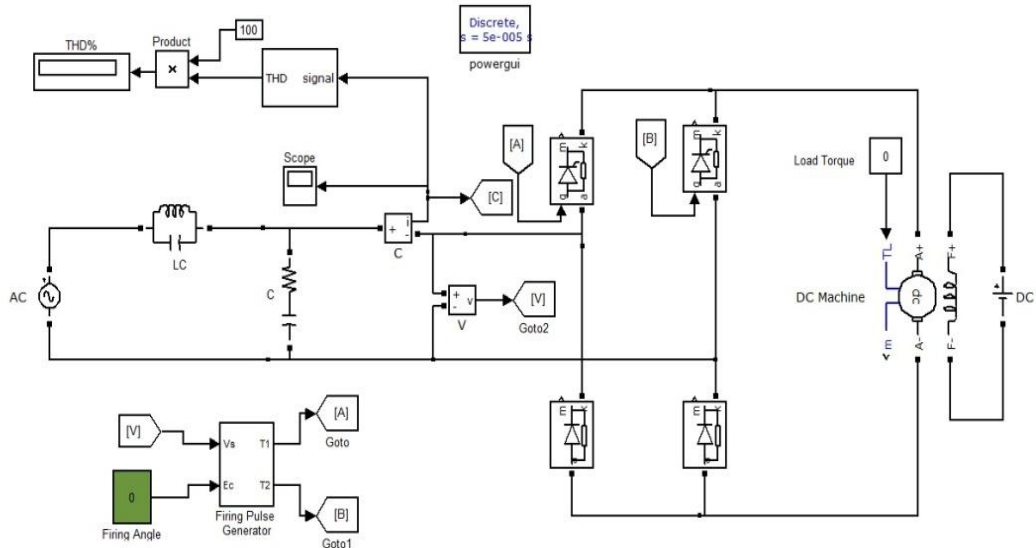 THD%
Product
×
100
THD
signal
Discrete,
s = 5e-005 s
powergui
Scope
[C]
[A]
[B]
m
k
g
a
m
k
g
a
LC
+
-
i
C
AC
C
+
-
v
V
[V]
Goto2
Load Torque
0
TL
m
A+
A-
dc
F+
F-
DC Machine
+
DC
m
k
a
m
k
a
[V]
0
Firing Angle
Vs
Ec
T1
T2
Firing Pulse
Generator
[A]
Goto
[B]
Goto1